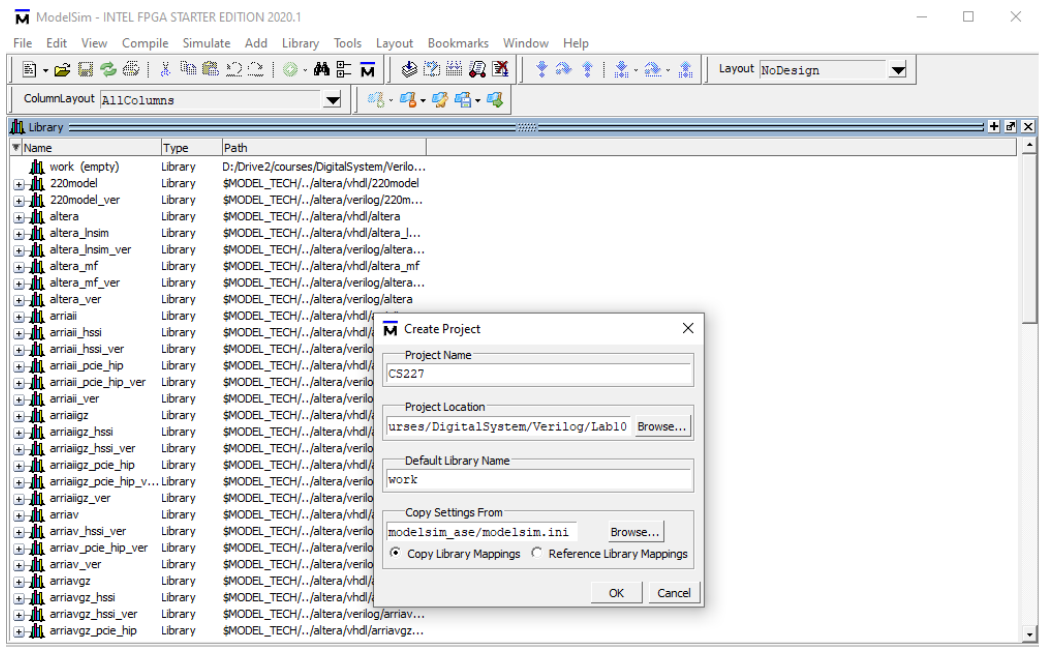 ModelSim - INTEL FPGA STARTER EDITION 2020.1
File Edit View Compile Simulate Add Library Tools Layout Bookmarks Window Help
Layout NoDesign
ColumnLayout AllColumns
Library
Name Type Path
work (empty) Library D:/Drive2/courses/DigitalSystem/Verilo...
220model Library $MODEL_TECH/../altera/vhdl/220model
220model_ver Library $MODEL_TECH/../altera/verilog/220m...
altera Library $MODEL_TECH/../altera/vhdl/altera
altera_lnsim Library $MODEL_TECH/../altera/vhdl/altera_l...
altera_lnsim_ver Library $MODEL_TECH/../altera/verilog/altera...
altera_mf Library $MODEL_TECH/../altera/vhdl/altera_mf
altera_mf_ver Library $MODEL_TECH/../altera/verilog/altera...
altera_ver Library $MODEL_TECH/../altera/verilog/altera
arriaii Library $MODEL_TECH/../altera/vhdl/
arriaii_hssi Library $MODEL_TECH/../altera/vhdl/
arriaii_hssi_ver Library $MODEL_TECH/../altera/verilo
arriaii_pcie_hip Library $MODEL_TECH/../altera/vhdl/
arriaii_pcie_hip_ver Library $MODEL_TECH/../altera/verilo
arriaii_ver Library $MODEL_TECH/../altera/verilo
arriaiigz Library $MODEL_TECH/../altera/vhdl/
arriaiigz_hssi Library $MODEL_TECH/../altera/vhdl/
arriaiigz_hssi_ver Library $MODEL_TECH/../altera/verilo
arriaiigz_pcie_hip Library $MODEL_TECH/../altera/vhdl/
arriaiigz_pcie_hip_v... Library $MODEL_TECH/../altera/verilo
arriaiigz_ver Library $MODEL_TECH/../altera/verilo
arriav Library $MODEL_TECH/../altera/vhdl/
arriav_hssi_ver Library $MODEL_TECH/../altera/verilo
arriav_pcie_hip_ver Library $MODEL_TECH/../altera/verilo
arriav_ver Library $MODEL_TECH/../altera/verilo
arriavgz Library $MODEL_TECH/../altera/vhdl/
arriavgz_hssi Library $MODEL_TECH/../altera/vhdl/
arriavgz_hssi_ver Library $MODEL_TECH/../altera/verilog/arriav...
arriavgz_pcie_hip Library $MODEL_TECH/../altera/vhdl/arriavgz...
Create Project
Project Name
CS227
Project Location
urses/DigitalSystem/Verilog/Lab10 Browse...
Default Library Name
work
Copy Settings From
modelsim_ase/modelsim.ini Browse...
Copy Library Mappings Reference Library Mappings
OK Cancel